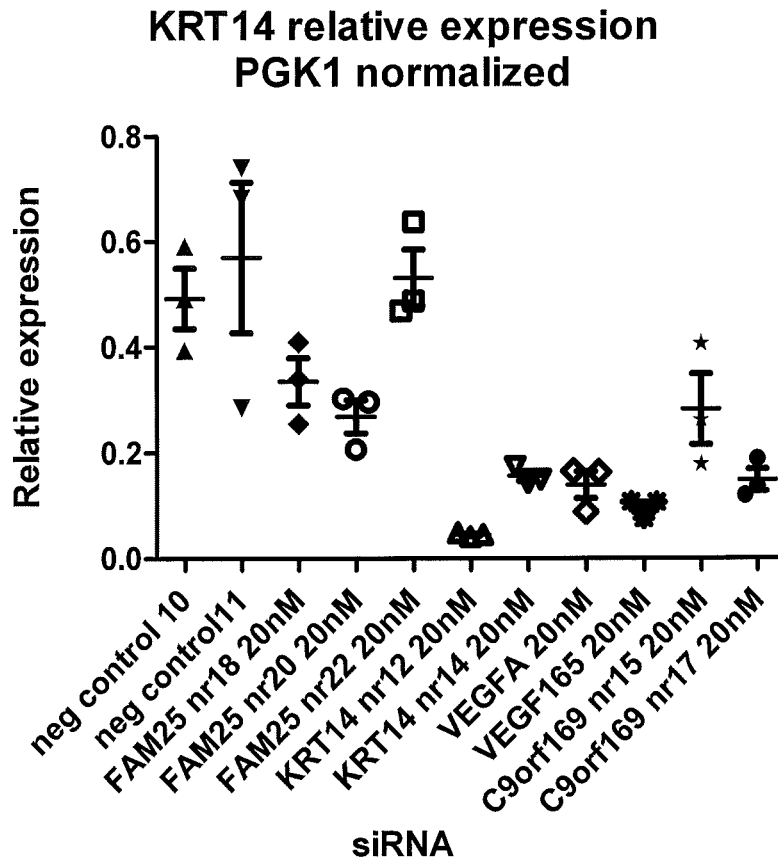 KRT14 relative expression
PGK1 normalized
Relative expression
0.8
0.6
0.4
0.2
0.0
neg control 10
neg control11
FAM25 nr18 20nM
FAM25 nr20 20nM
FAM25 nr22 20nM
KRT14 nr12 20nM
KRT14 nr14 20nM
VEGFA 20nM
VEGF165 20nM
C9orf169 nr15 20nM
C9orf169 nr17 20nM
siRNA